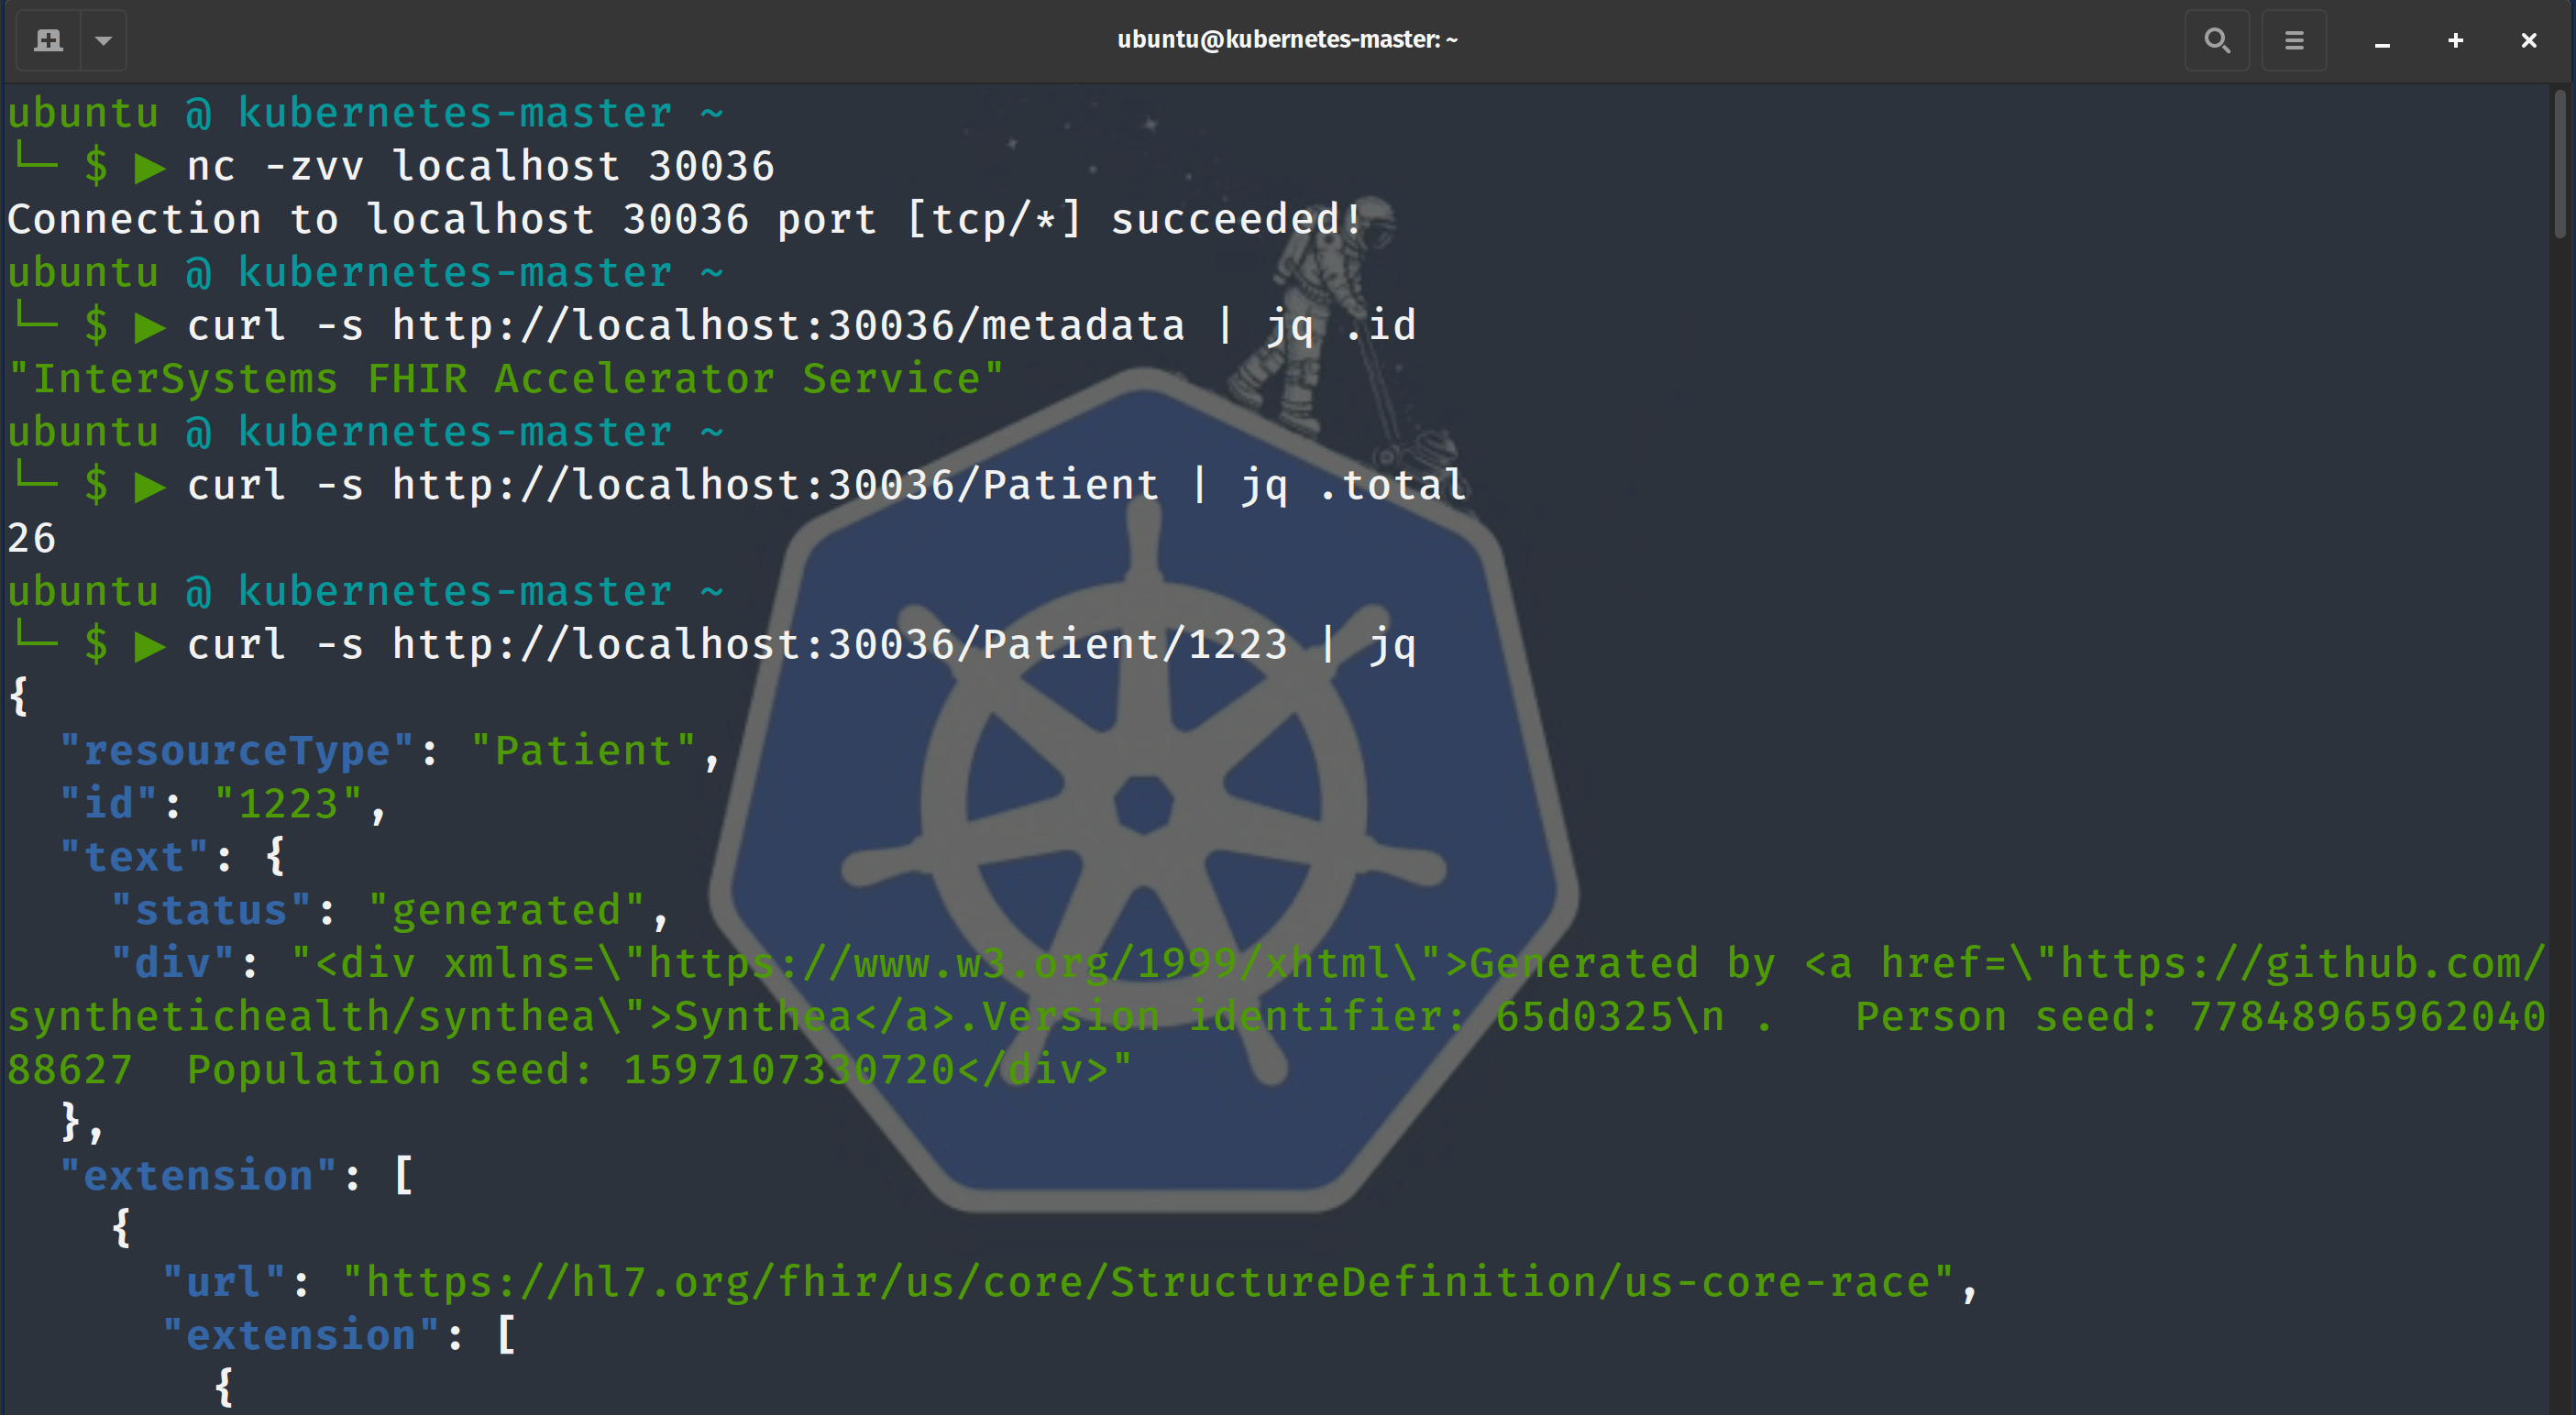 ubuntu@kubernetes-master: ~
ubuntu @ kubernetes-master ~
└─ $ ▶ nc -zvv localhost 30036
Connection to localhost 30036 port [tcp/*] succeeded!
ubuntu @ kubernetes-master ~
└─ $ ▶ curl -s http://localhost:30036/metadata | jq .id
"InterSystems FHIR Accelerator Service"
ubuntu @ kubernetes-master ~
└─ $ ▶ curl -s http://localhost:30036/Patient | jq .total
26
ubuntu @ kubernetes-master ~
└─ $ ▶ curl -s http://localhost:30036/Patient/1223 | jq
{
  "resourceType": "Patient",
  "id": "1223",
  "text": {
    "status": "generated",
    "div": "<div xmlns=\"https://www.w3.org/1999/xhtml\">Generated by <a href=\"https://github.com/
synthetichealth/synthea\">Synthea</a>.Version identifier: 65d0325\n .   Person seed: 77848965962040
88627  Population seed: 1597107330720</div>"
  },
  "extension": [
    {
      "url": "https://hl7.org/fhir/us/core/StructureDefinition/us-core-race",
      "extension": [
        {